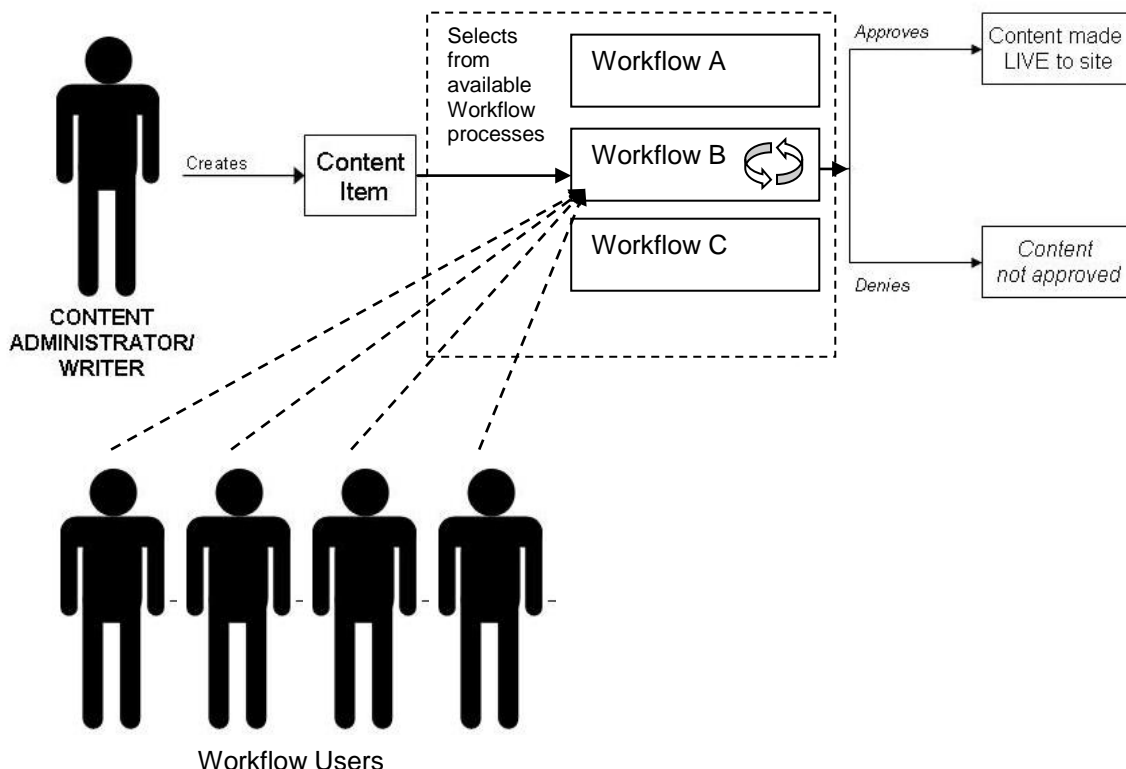 Selects
from
available
Workflow
processes
Workflow A
Workflow B
Workflow C
Approves
Content made
LIVE to site
Creates
Content
Item
Content
not approved
Denies
CONTENT
ADMINISTRATOR/
WRITER
Workflow Users